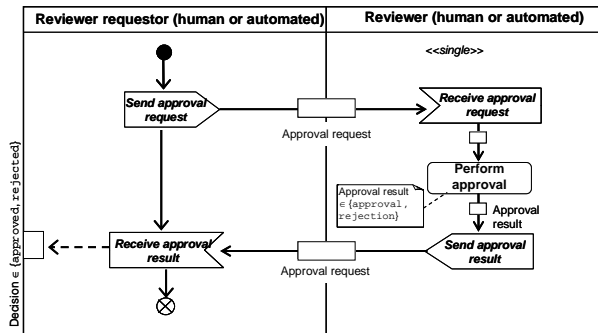 Reviewer requestor (human or automated)
Reviewer (human or automated)
<<single>>
Send approval
request
Receive approval
request
Approval request
Perform
approval
Approval result
∈ {approval,
rejection}
Approval
result
Decision ∈ {approved, rejected}
Receive approval
result
Send approval
result
Approval request